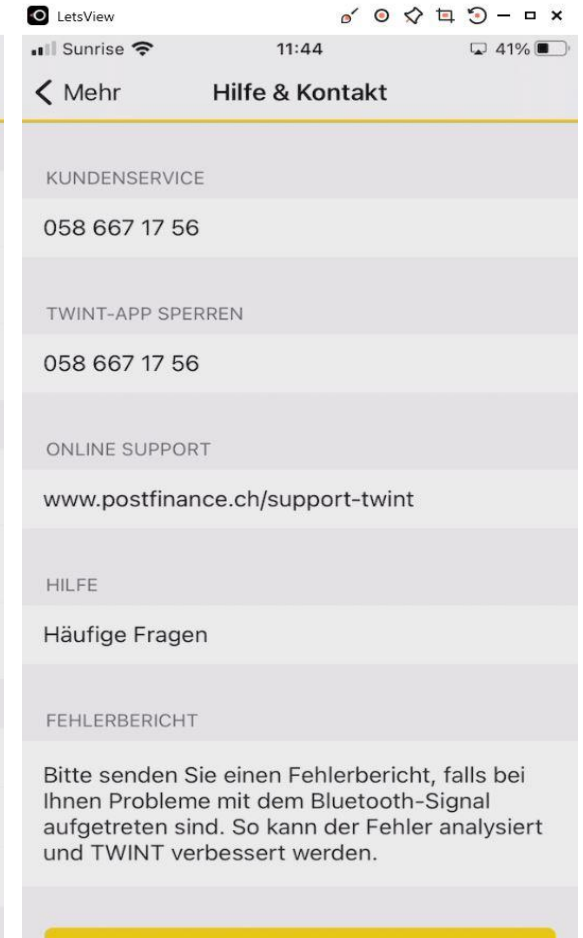 LetsView
Sunrise 11:44 41%
Mehr Hilfe & Kontakt
KUNDENSERVICE
058 667 17 56
TWINT-APP SPERREN
058 667 17 56
ONLINE SUPPORT
www.postfinance.ch/support-twint
HILFE
Häufige Fragen
FEHLERBERICHT
Bitte senden Sie einen Fehlerbericht, falls bei
Ihnen Probleme mit dem Bluetooth-Signal
aufgetreten sind. So kann der Fehler analysiert
und TWINT verbessert werden.